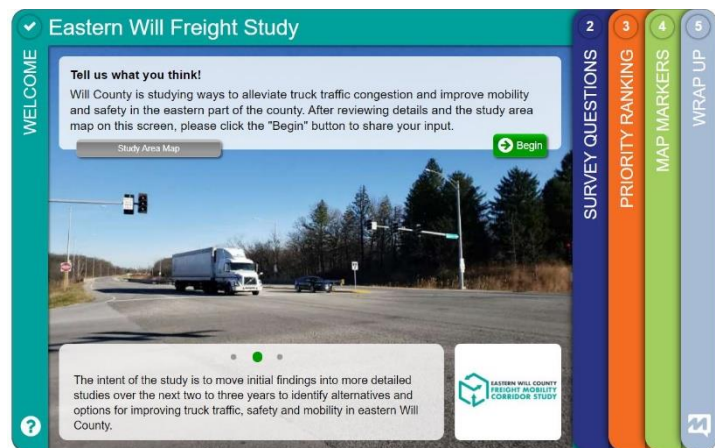 Eastern Will Freight Study
WELCOME
Tell us what you think!
Will County is studying ways to alleviate truck traffic congestion and improve mobility
and safety in the eastern part of the county. After reviewing details and the study area
map on this screen, please click the "Begin" button to share your input.
Study Area Map
Begin
The intent of the study is to move initial findings into more detailed
studies over the next two to three years to identify alternatives and
options for improving truck traffic, safety and mobility in eastern Will
County.
EASTERN WILL COUNTY
FREIGHT MOBILITY
CORRIDOR STUDY
?
2
SURVEY QUESTIONS
3
PRIORITY RANKING
4
MAP MARKERS
5
WRAP UP